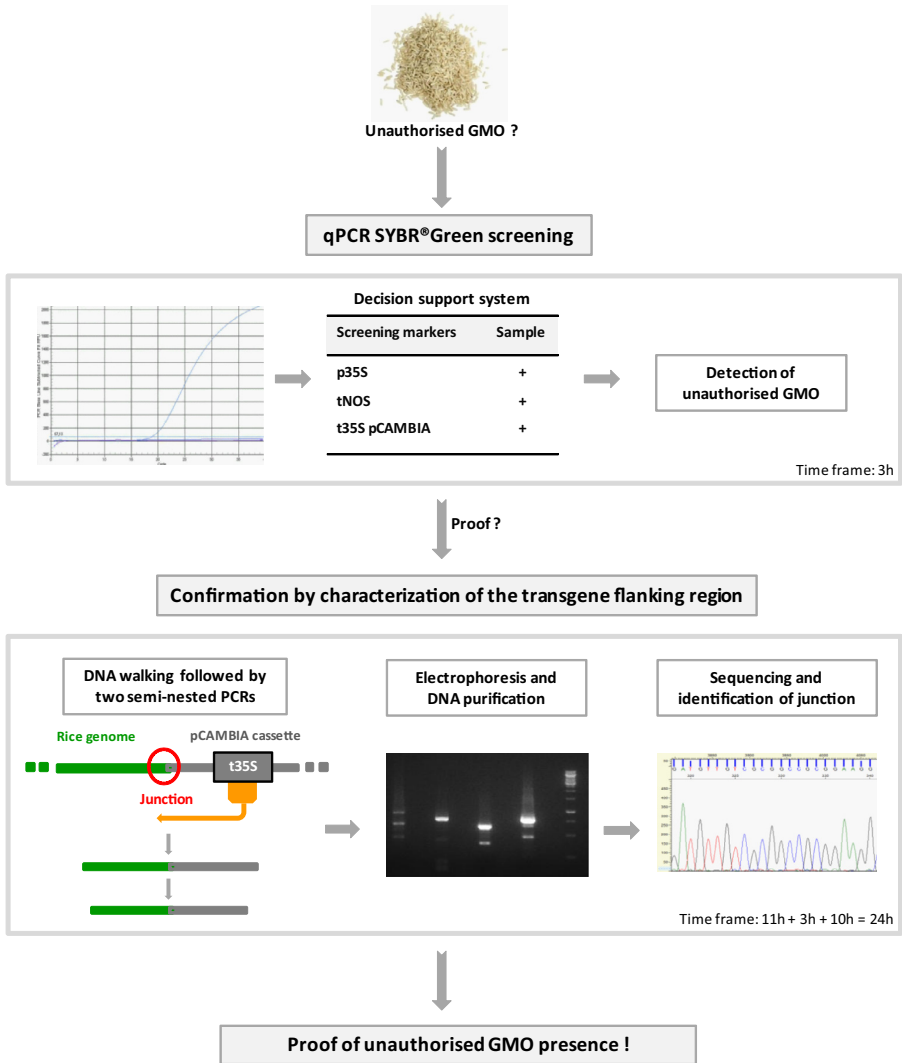 Unauthorised GMO ?
qPCR SYBR®Green screening
Decision support system
Screening markers Sample
p35S +
tNOS +
t35S pCAMBIA +
Detection of
unauthorised GMO
Time frame: 3h
Proof ?
Confirmation by characterization of the transgene flanking region
DNA walking followed by
two semi-nested PCRs
Electrophoresis and
DNA purification
Sequencing and
identification of junction
Rice genome
pCAMBIA cassette
t35S
Junction
Time frame: 11h + 3h + 10h = 24h
Proof of unauthorised GMO presence !